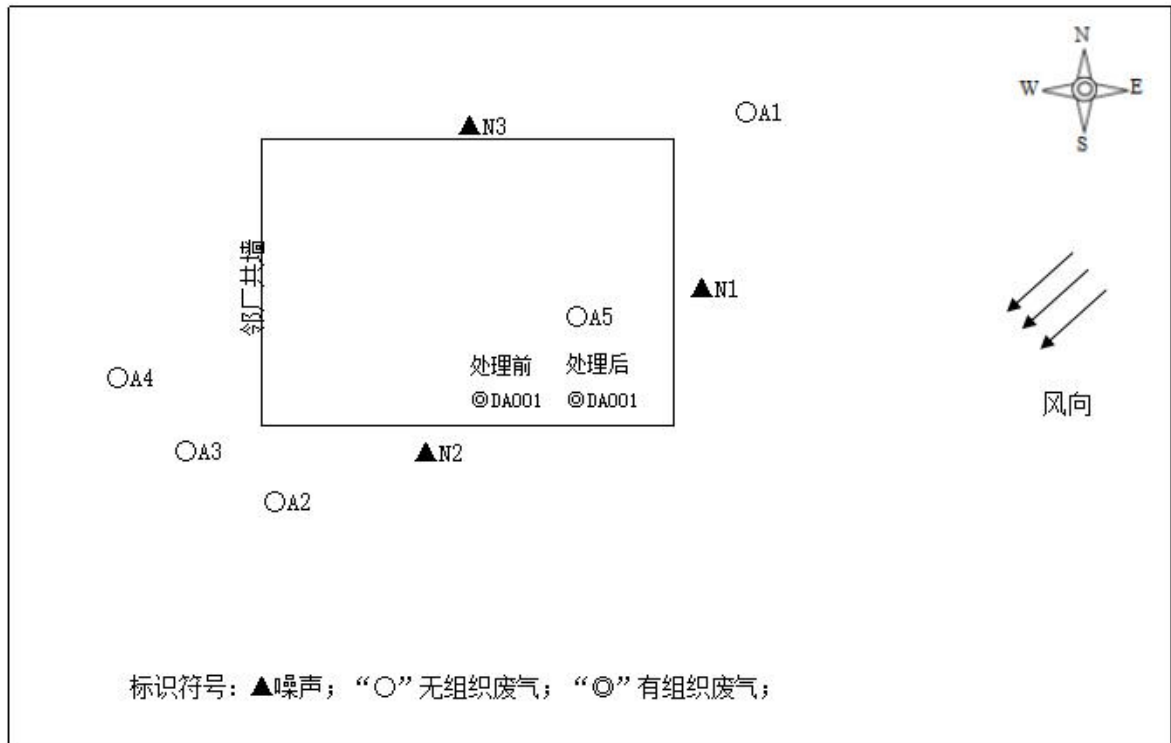 N
W
E
S
○A1
▲N3
邻厂共墙
▲N1
○A5
处理前
处理后
◎DA001
◎DA001
○A4
○A3
▲N2
○A2
风向
标识符号：▲噪声；“○”无组织废气；“◎”有组织废气；